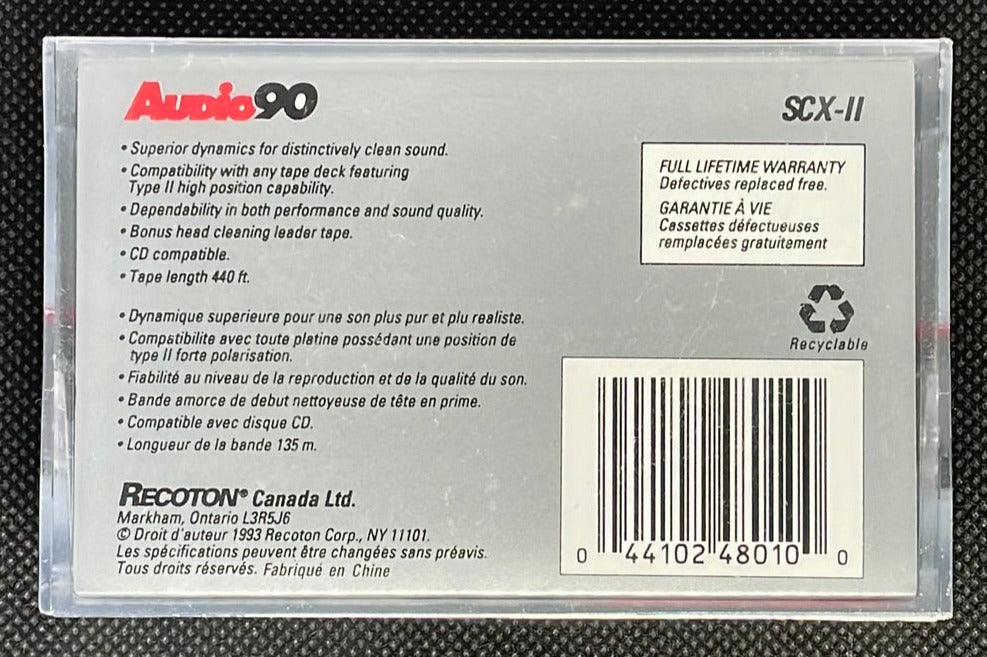 Audio90
SCX-II
• Superior dynamics for distinctively clean sound.
• Compatibility with any tape deck featuring
Type II high position capability.
• Dependability in both performance and sound quality.
• Bonus head cleaning leader tape.
• CD compatible.
• Tape length 440 ft.
FULL LIFETIME WARRANTY
Defectives replaced free.
GARANTIE À VIE
Cassettes défectueuses
remplacées gratuitement
Recyclable
• Dynamique superieure pour une son plus pur et plu realiste.
• Compstibilite avec toute platine possédant une position de
type II forte polarisation.
• Fiabilité au niveau de la reproduction et de la qualité du son.
• Bande amorce de debut nettoyeuse de tête en prime.
• Compatible avec disque CD.
• Longueur de la bande 135 m.
RECOTON® Canada Ltd.
Markham, Ontario L3R5J6
© Droit d'auteur 1993 Recoton Corp., NY 11101.
Les spécifications peuvent être changées sans préavis.
Tous droits réservés. Fabriqué en Chine
0 44102 48010 0